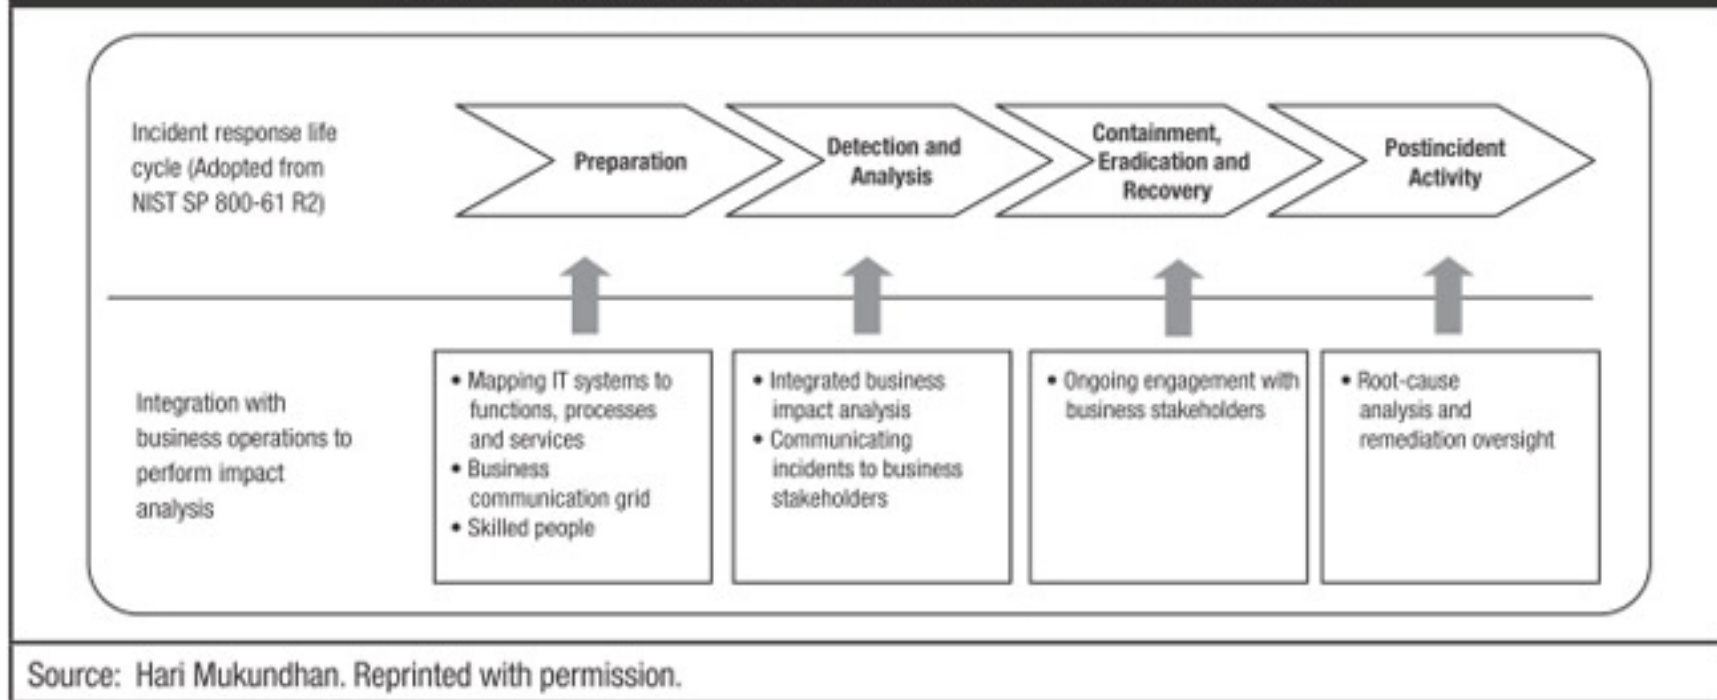 Incident response life
cycle (Adopted from
NIST SP 800-61 R2)
Preparation
Detection and
Analysis
Containment,
Eradication and
Recovery
Postincident
Activity
Integration with
business operations to
perform impact
analysis
• Mapping IT systems to
functions, processes
and services
• Business
communication grid
• Skilled people
• Integrated business
impact analysis
• Communicating
incidents to business
stakeholders
• Ongoing engagement with
business stakeholders
• Root-cause
analysis and
remediation oversight
Source: Hari Mukundhan. Reprinted with permission.